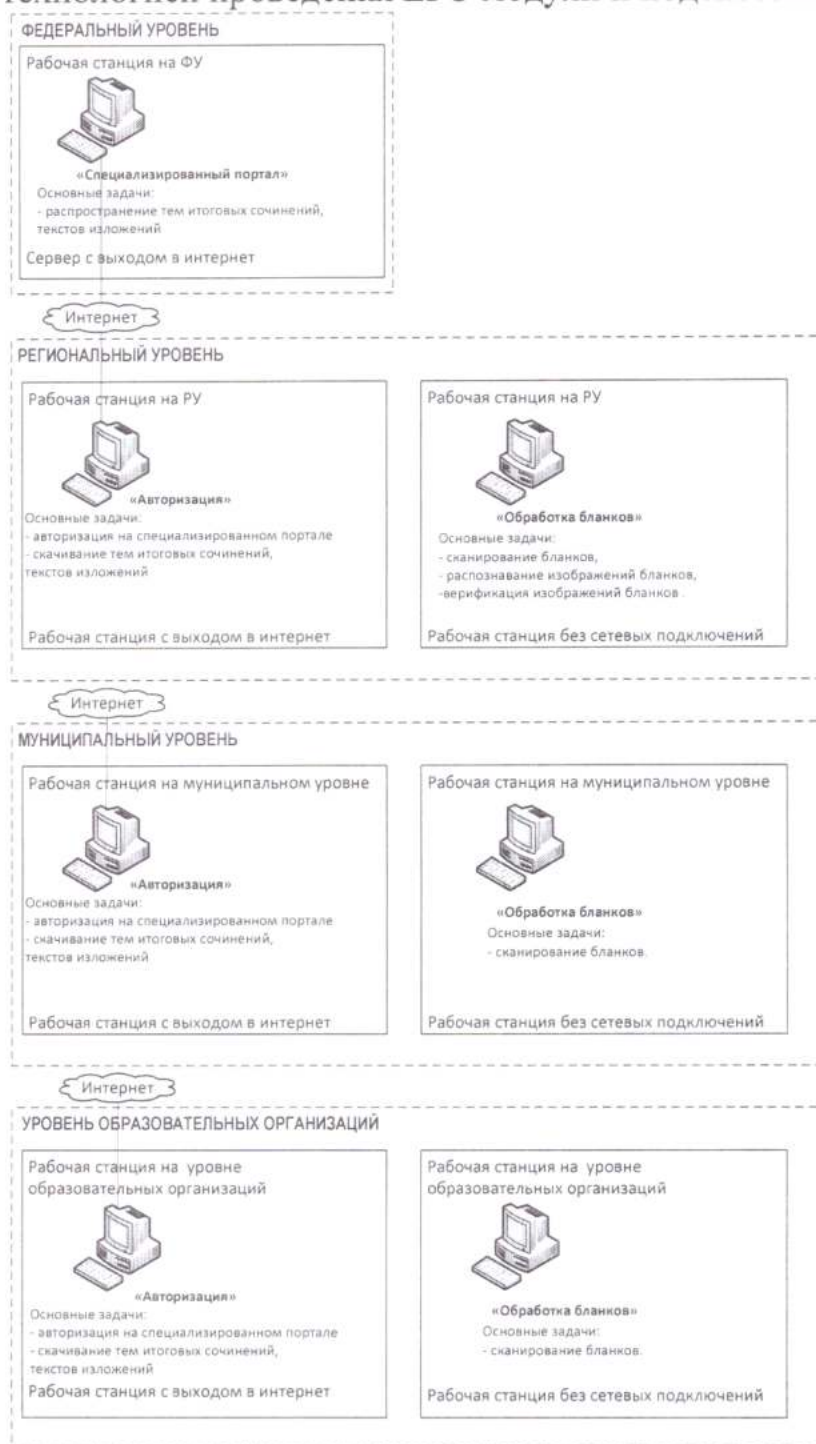 ФЕДЕРАЛЬНЫЙ УРОВЕНЬ
Рабочая станция на ФУ
«Специализированный портал»
Основные задачи:
- распространение тем итоговых сочинений,
текстов изложений
Сервер с выходом в интернет
Интернет
РЕГИОНАЛЬНЫЙ УРОВЕНЬ
Рабочая станция на РУ
«Авторизация»
Основные задачи:
- авторизация на специализированном портале
- скачивание тем итоговых сочинений,
текстов изложений
Рабочая станция с выходом в интернет
Рабочая станция на РУ
«Обработка бланков»
Основные задачи:
- сканирование бланков,
- распознавание изображений бланков,
-верификация изображений бланков .
Рабочая станция без сетевых подключений
Интернет
МУНИЦИПАЛЬНЫЙ УРОВЕНЬ
Рабочая станция на муниципальном уровне
«Авторизация»
Основные задачи:
- авторизация на специализированном портале
- скачивание тем итоговых сочинений,
текстов изложений
Рабочая станция с выходом в интернет
Рабочая станция на муниципальном уровне
«Обработка бланков»
Основные задачи:
- сканирование бланков.
Рабочая станция без сетевых подключений
Интернет
УРОВЕНЬ ОБРАЗОВАТЕЛЬНЫХ ОРГАНИЗАЦИЙ
Рабочая станция на уровне
образовательных организаций
«Авторизация»
Основные задачи:
- авторизация на специализированном портале
- скачивание тем итоговых сочинений,
текстов изложений
Рабочая станция с выходом в интернет
Рабочая станция на уровне
образовательных организаций
«Обработка бланков»
Основные задачи:
- сканирование бланков.
Рабочая станция без сетевых подключений